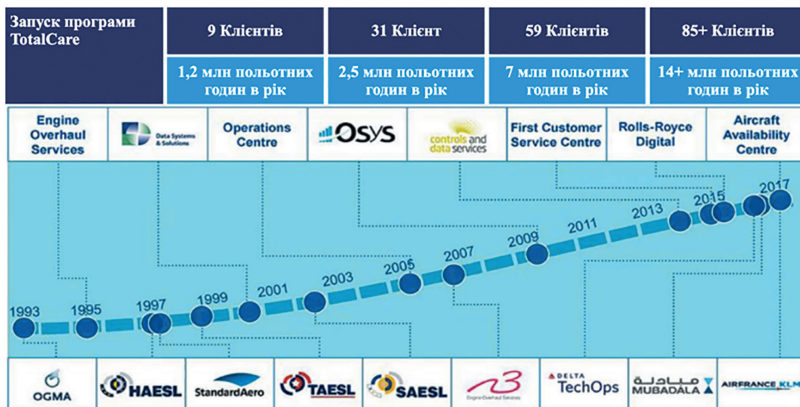 Запуск програми
TotalCare
9 Клієнтів
31 Клієнт
59 Клієнтів
85+ Клієнтів
1,2 млн польотних
годин в рік
2,5 млн польотних
годин в рік
7 млн польотних
годин в рік
14+ млн польотних
годин в рік
Engine
Overhaul
Services
Data Systems
& Solutions
Operations
Centre
Osys
controls and
data services
First Customer
Service Centre
Rolls-Royce
Digital
Aircraft
Availability
Centre
1993
1995
1997
1999
2001
2003
2005
2007
2009
2011
2013
2015
2017
OGMA
HAESL
StandardAero
TAESL
SAESL
n3
Engine Overhaul Services
DELTA
TechOps
مبادلة
MUBADALA
AIRFRANCE KLM